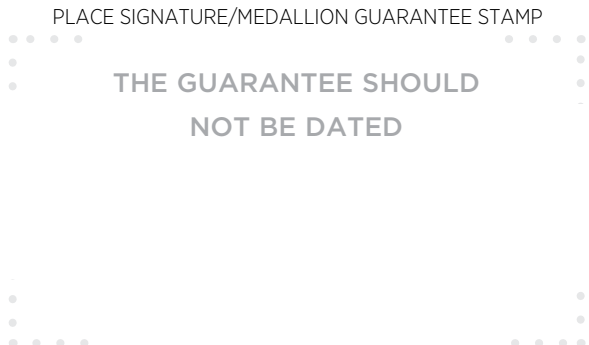 PLACE SIGNATURE/MEDALLION GUARANTEE STAMP
THE GUARANTEE SHOULD
NOT BE DATED